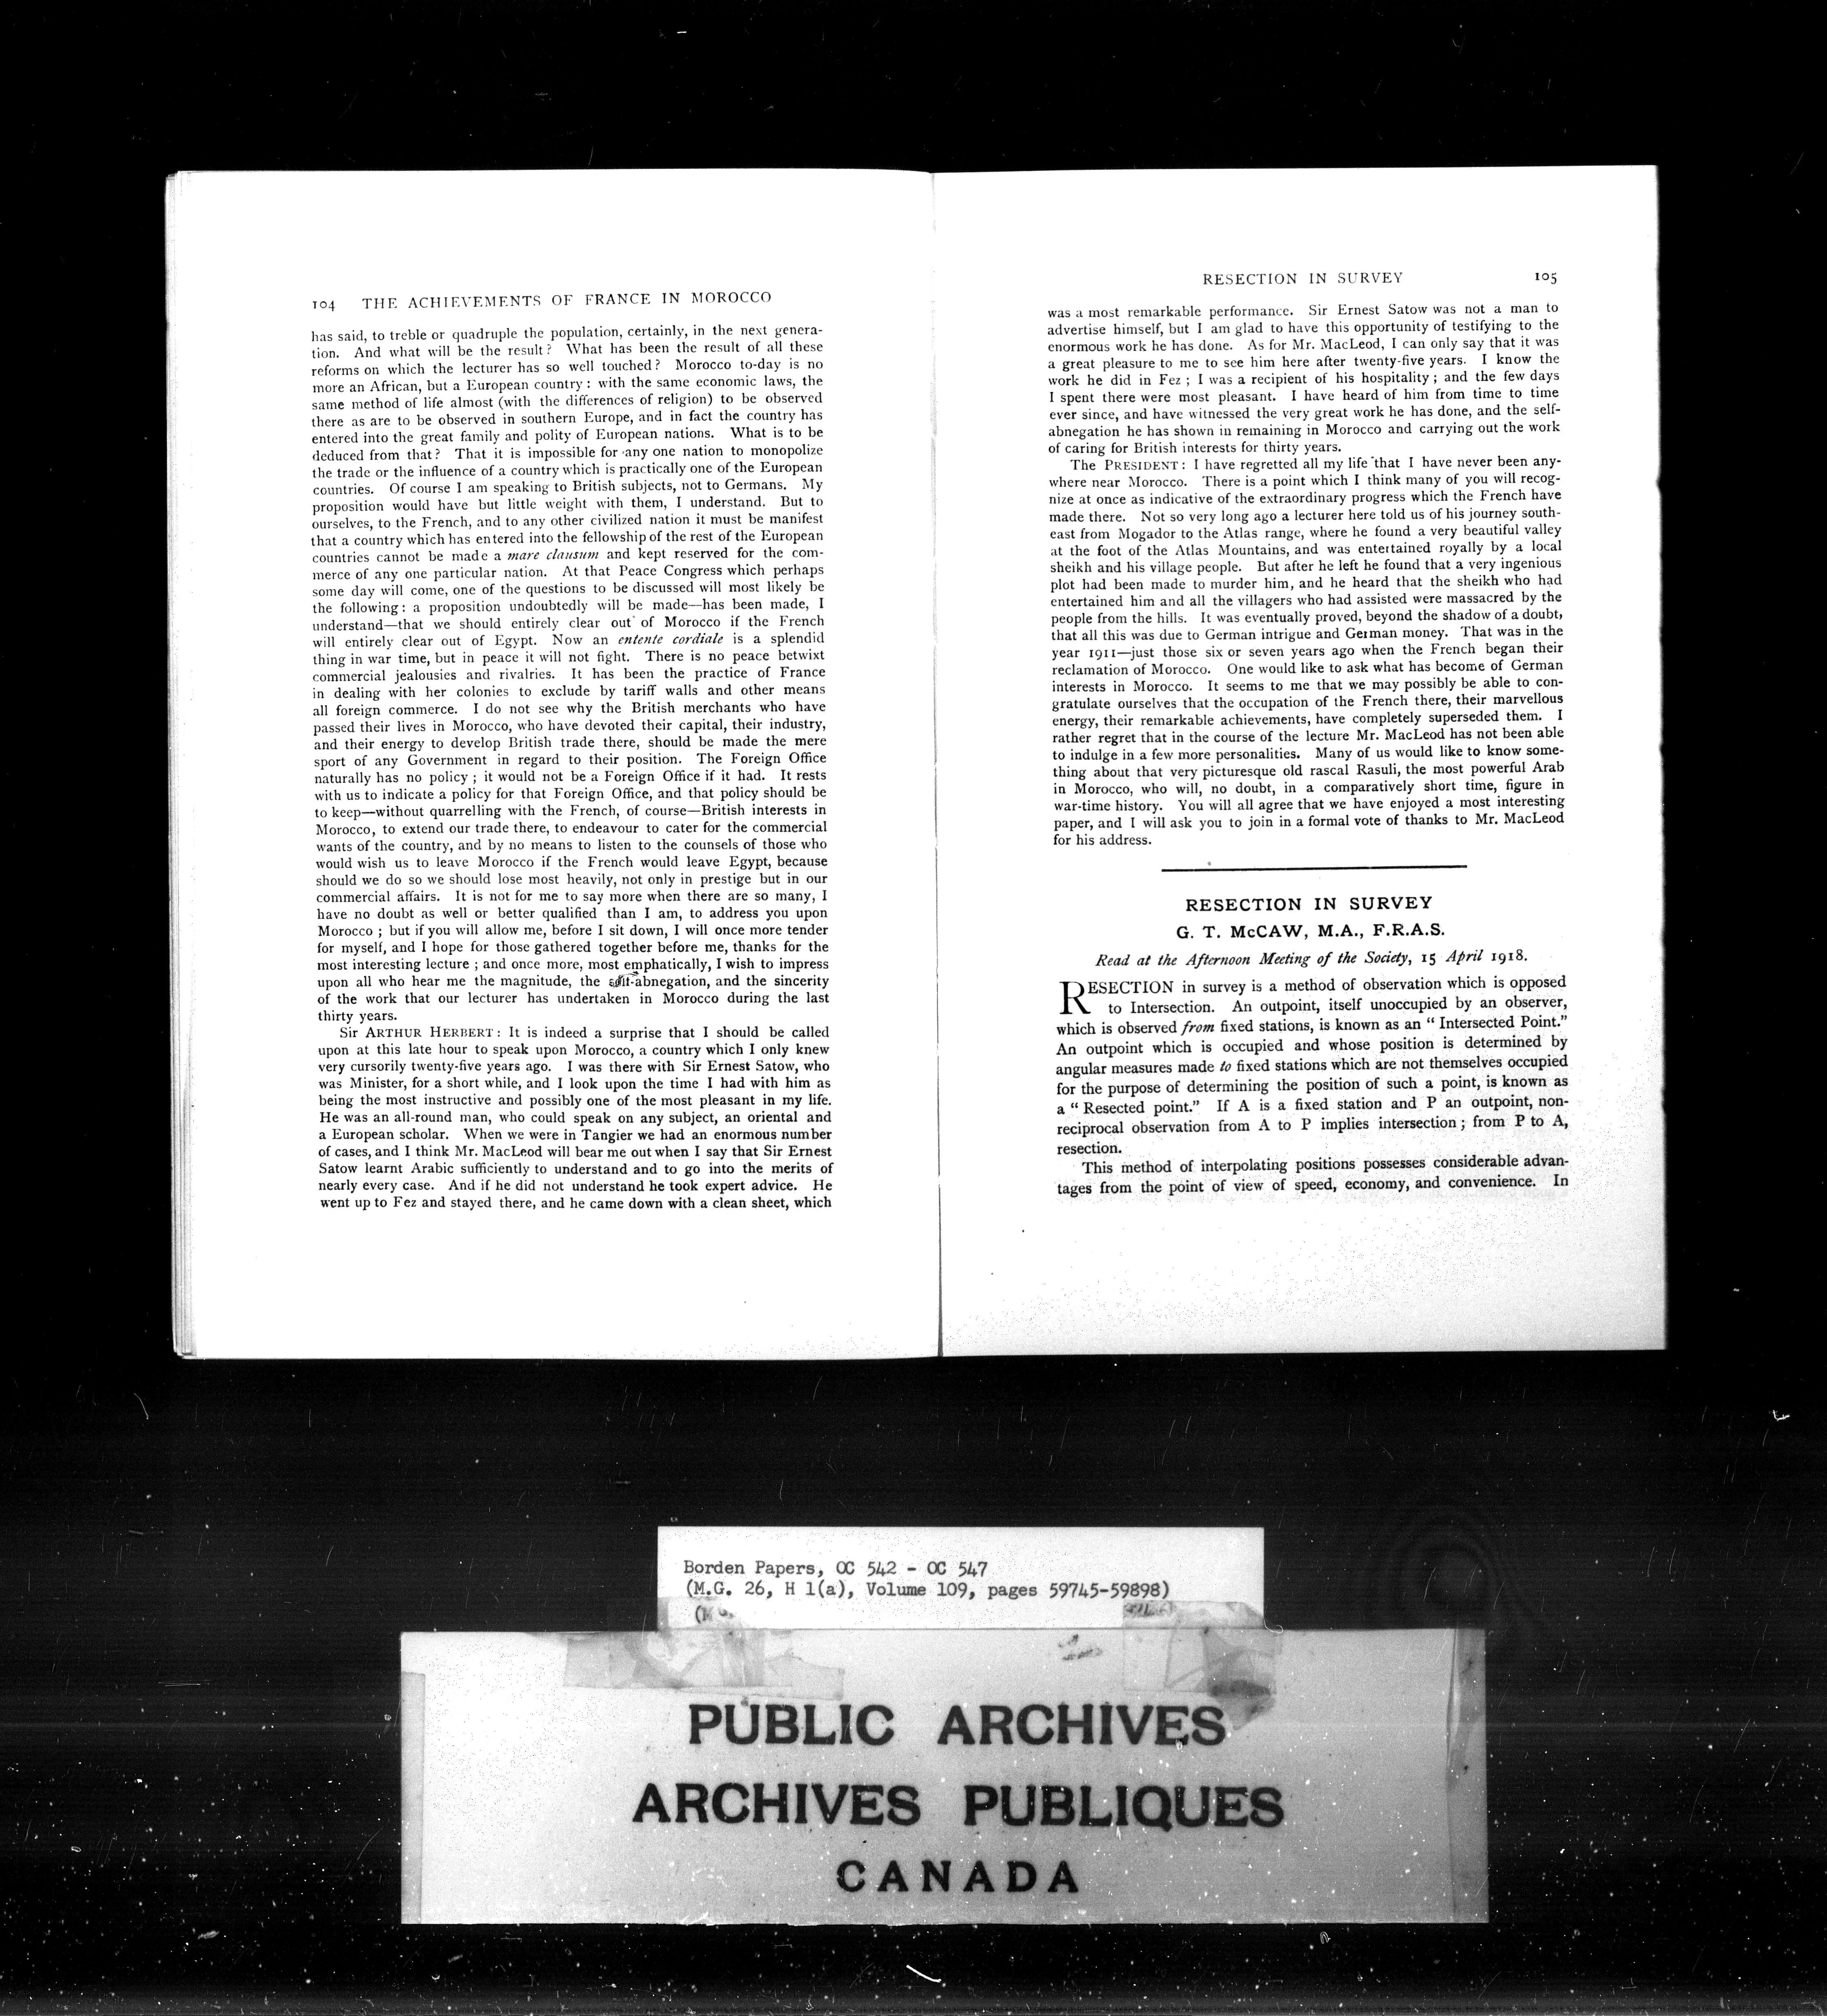 104 THE ACHIEVEMENTS OF FRANCE IN MOROCCO
has said, to treble or quadruple the population, certainly, in the next genera-
tion. And what will be the result? What has been the result of all these
reforms on which the lecturer has so well touched? Morocco to-day is no
more an African, but a European country: with the same economic laws, the
same method of life almost (with the differences of religion) to be observed
there as are to be observed in southern Europe, and in fact the country has
entered into the great family and polity of European nations. What is to be
deduced from that? That it is impossible for any one nation to monopolize
the trade or the influence of a country which is practically one of the European
countries. Of course I am speaking to British subjects, not to Germans. My
proposition would have but little weight with them, I understand. But to
ourselves, to the French, and to any other civilized nation it must be manifest
that a country which has entered into the fellowship of the rest of the European
countries cannot be made a mare clausum and kept reserved for the com-
merce of any one particular nation. At that Peace Congress which perhaps
some day will come, one of the questions to be discussed will most likely be
the following: a proposition undoubtedly will be made—has been made, I
understand—that we should entirely clear out of Morocco if the French
will entirely clear out of Egypt. Now an entente cordiale is a splendid
thing in war time, but in peace it will not fight. There is no peace betwixt
commercial jealousies and rivalries. It has been the practice of France
in dealing with her colonies to exclude by tariff walls and other means
all foreign commerce. I do not see why the British merchants who have
passed their lives in Morocco, who have devoted their capital, their industry,
and their energy to develop British trade there, should be made the mere
sport of any Government in regard to their position. The Foreign Office
naturally has no policy; it would not be a Foreign Office if it had. It rests
with us to indicate a policy for that Foreign Office, and that policy should be
to keep—without quarrelling with the French, of course—British interests in
Morocco, to extend our trade there, to endeavour to cater for the commercial
wants of the country, and by no means to listen to the counsels of those who
would wish us to leave Morocco if the French would leave Egypt, because
should we do so we should lose most heavily, not only in prestige but in our
commercial affairs. It is not for me to say more when there are so many, I
have no doubt as well or better qualified than I am, to address you upon
Morocco; but if you will allow me, before I sit down, I will once more tender
for myself, and I hope for those gathered together before me, thanks for the
most interesting lecture; and once more, most emphatically, I wish to impress
upon all who hear me the magnitude, the abnegation, and the sincerity
of the work that our lecturer has undertaken in Morocco during the last
thirty years.
Sir ARTHUR HERBERT: It is indeed a surprise that I should be called
upon at this late hour to speak upon Morocco, a country which I only knew
very cursorily twenty-five years ago. I was there with Sir Ernest Satow, who
was Minister, for a short while, and I look upon the time I had with him as
being the most instructive and possibly one of the most pleasant in my life.
He was an all-round man, who could speak on any subject, an oriental and
a European scholar. When we were in Tangier we had an enormous number
of cases, and I think Mr. MacLeod will bear me out when I say that Sir Ernest
Satow learnt Arabic sufficiently to understand and to go into the merits of
nearly every case. And if he did not understand he took expert advice. He
went up to Fez and stayed there, and he came down with a clean sheet, which
RESECTION IN SURVEY 105
was a most remarkable performance. Sir Ernest Satow was not a man to
advertise himself, but I am glad to have this opportunity of testifying to the
enormous work he has done. As for Mr. MacLeod, I can only say that it was
a great pleasure to me to see him here after twenty-five years. I know the
work he did in Fez; I was a recipient of his hospitality; and the few days
I spent there were most pleasant. I have heard of him from time to time
ever since, and have witnessed the very great work he has done, and the self-
abnegation he has shown in remaining in Morocco and carrying out the work
of caring for British interests for thirty years.
The PRESIDENT: I have regretted all my life that I have never been any-
where near Morocco. There is a point which I think many of you will recog-
nize at once as indicative of the extraordinary progress which the French have
made there. Not so very long ago a lecturer here told us of his journey south-
east from Mogador to the Atlas range, where he found a very beautiful valley
at the foot of the Atlas Mountains, and was entertained royally by a local
sheikh and his village people. But after he left he found that a very ingenious
plot had been made to murder him, and he heard that the sheikh who had
entertained him and all the villagers who had assisted were massacred by the
people from the hills. It was eventually proved, beyond the shadow of a doubt,
that all this was due to German intrigue and German money. That was in the
year 1911—just those six or seven years ago when the French began their
reclamation of Morocco. One would like to ask what has become of German
interests in Morocco. It seems to me that we may possibly be able to con-
gratulate ourselves that the occupation of the French there, their marvellous
energy, their remarkable achievements, have completely superseded them. I
rather regret that in the course of the lecture Mr. MacLeod has not been able
to indulge in a few more personalities. Many of us would like to know some-
thing about that very picturesque old rascal Rasuli, the most powerful Arab
in Morocco, who will, no doubt, in a comparatively short time, figure in
war-time history. You will all agree that we have enjoyed a most interesting
paper, and I will ask you to join in a formal vote of thanks to Mr. MacLeod
for his address.
RESECTION IN SURVEY
G. T. McCAW, M.A., F.R.A.S.
Read at the Afternoon Meeting of the Society, 15 April 1918.
RESECTION in survey is a method of observation which is opposed
to Intersection. An outpoint, itself unoccupied by an observer,
which is observed from fixed stations, is known as an "Intersected Point."
An outpoint which is occupied and whose position is determined by
angular measures made to fixed stations which are not themselves occupied
for the purpose of determining the position of such a point, is known as
a "Resected point." If A is a fixed station and P an outpoint, non-
reciprocal observation from A to P implies intersection; from P to A,
resection.
This method of interpolating positions possesses considerable advan-
tages from the point of view of speed, economy, and convenience. In
Borden Papers, OC 542 - OC 547
(M.G. 26, H 1(a), Volume 109, pages 59745-59898)
PUBLIC ARCHIVES
ARCHIVES PUBLIQUES
CANADA